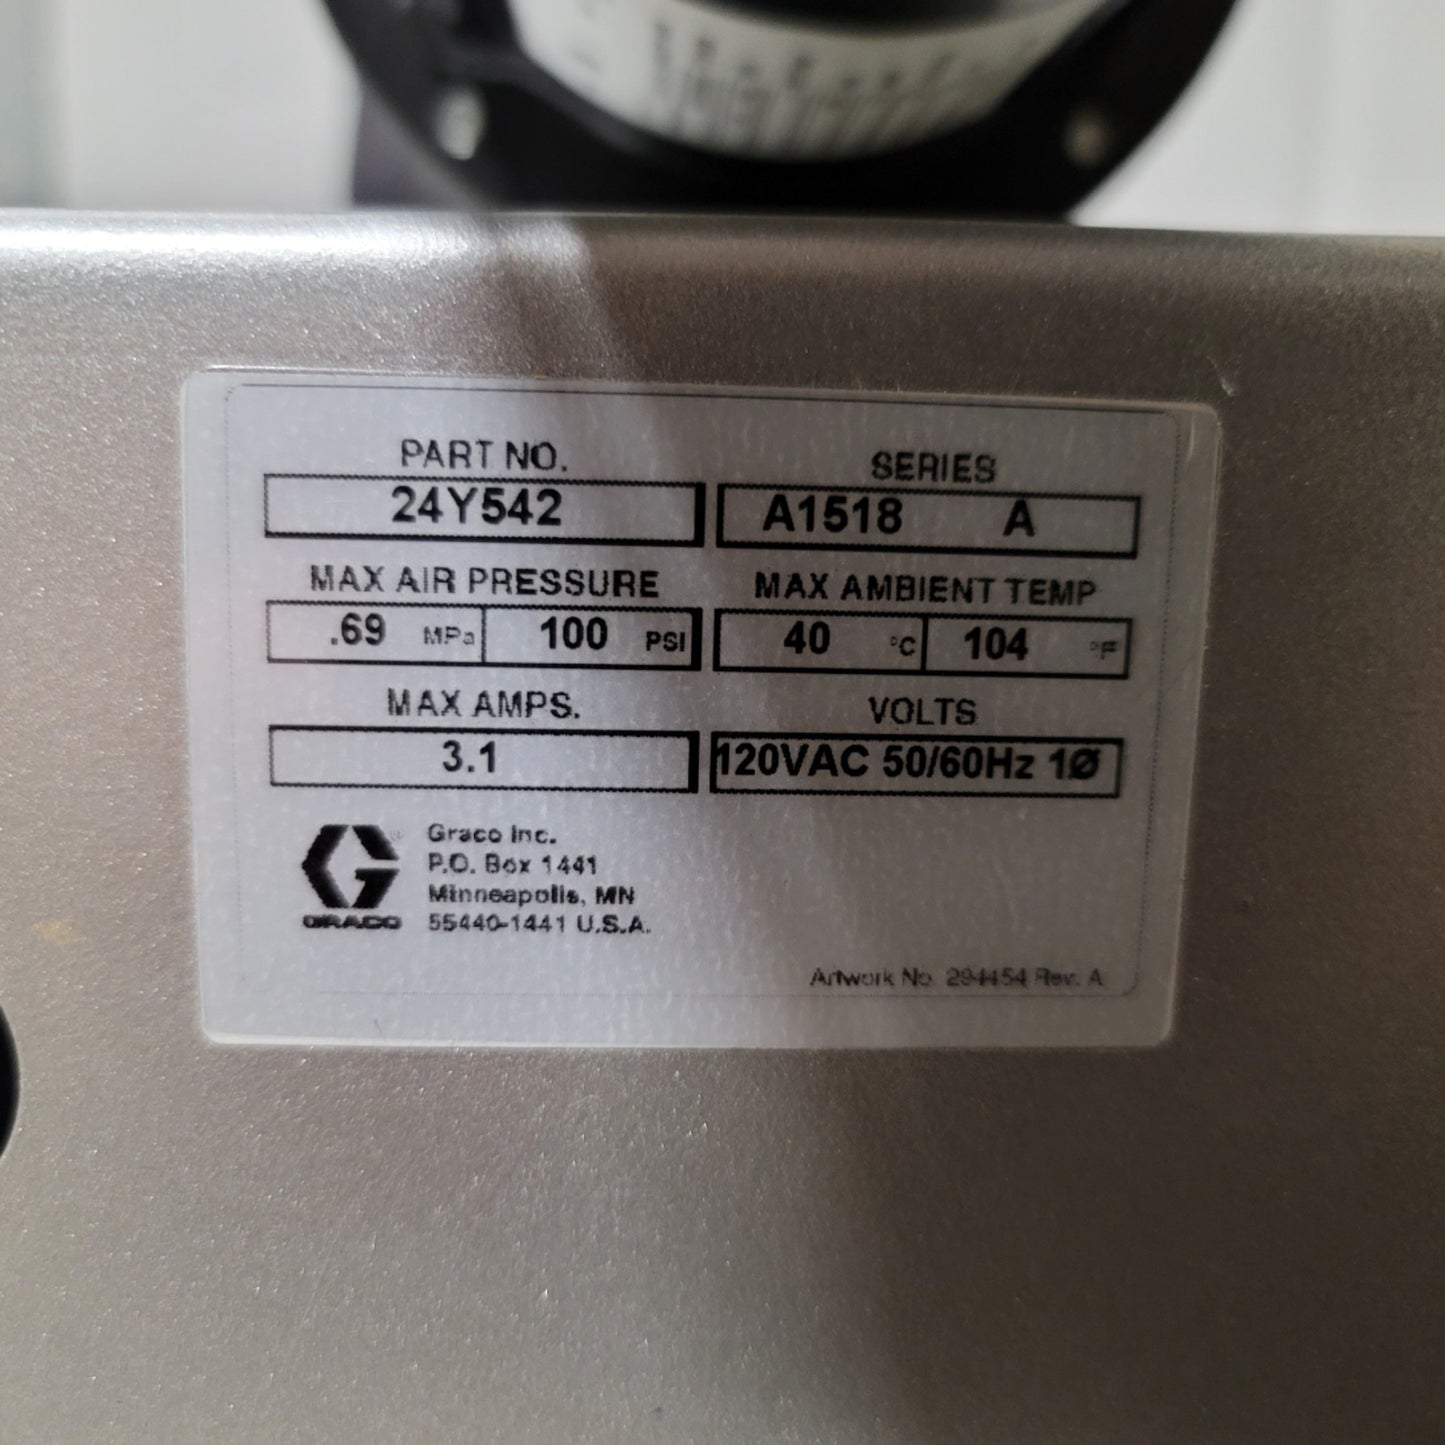 PART NO.
SERIES
24Y542
A1518 A
MAX AIR PRESSURE
MAX AMBIENT TEMP
.69 MPa 100 PSI
40 °C 104 °F
MAX AMPS.
VOLTS
3.1
120VAC 50/60Hz 1Ø
Graco Inc.
P.O. Box 1441
Minneapolis, MN
55440-1441 U.S.A.
GRACO
Artwork No. 294454 Rev. A